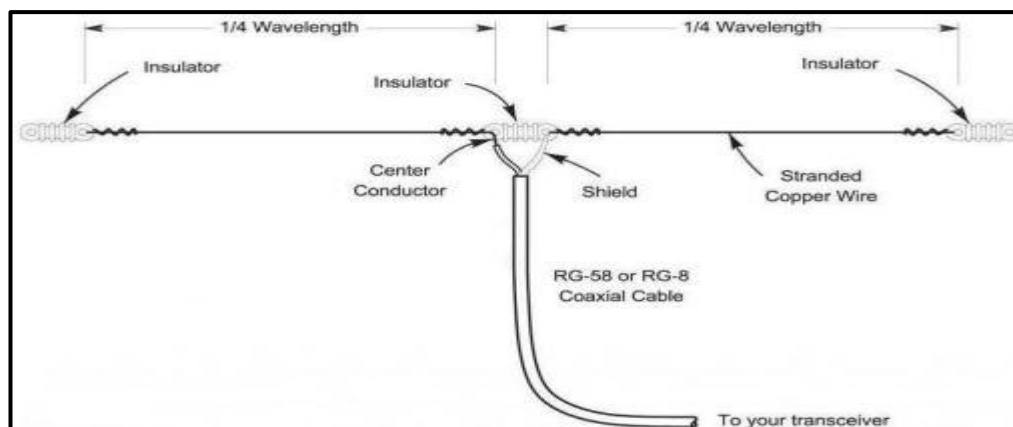 1/4 Wavelength
1/4 Wavelength
Insulator
Insulator
Insulator
Center
Conductor
Shield
Stranded
Copper Wire
RG-58 or RG-8
Coaxial Cable
To your transceiver